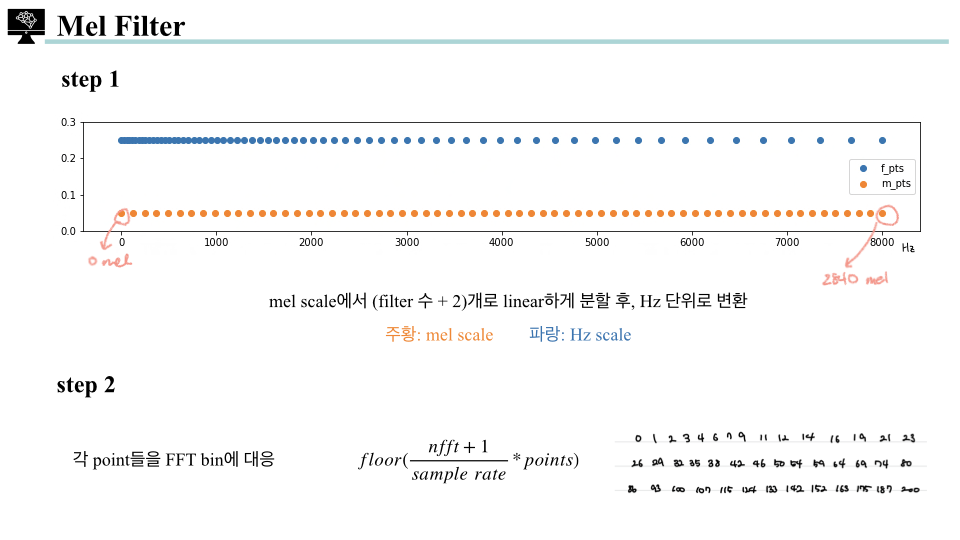 Mel Filter
step 1
0.3
0.2
0.1
0.0
f_pts
m_pts
0 1000 2000 3000 4000 5000 6000 7000 8000 Hz
0 mel
2840 mel
mel scale에서 (filter 수 + 2)개로 linear하게 분할 후, Hz 단위로 변환
주황: mel scale 파랑: Hz scale
step 2
각 point들을 FFT bin에 대응
floor(nfft + 1 / sample rate * points)
0 1 2 3 4 6 7 9 11 12 14 16 19 21 23
26 29 32 35 38 42 46 50 54 59 64 69 74 80
86 93 100 107 115 124 133 142 152 163 175 187 200